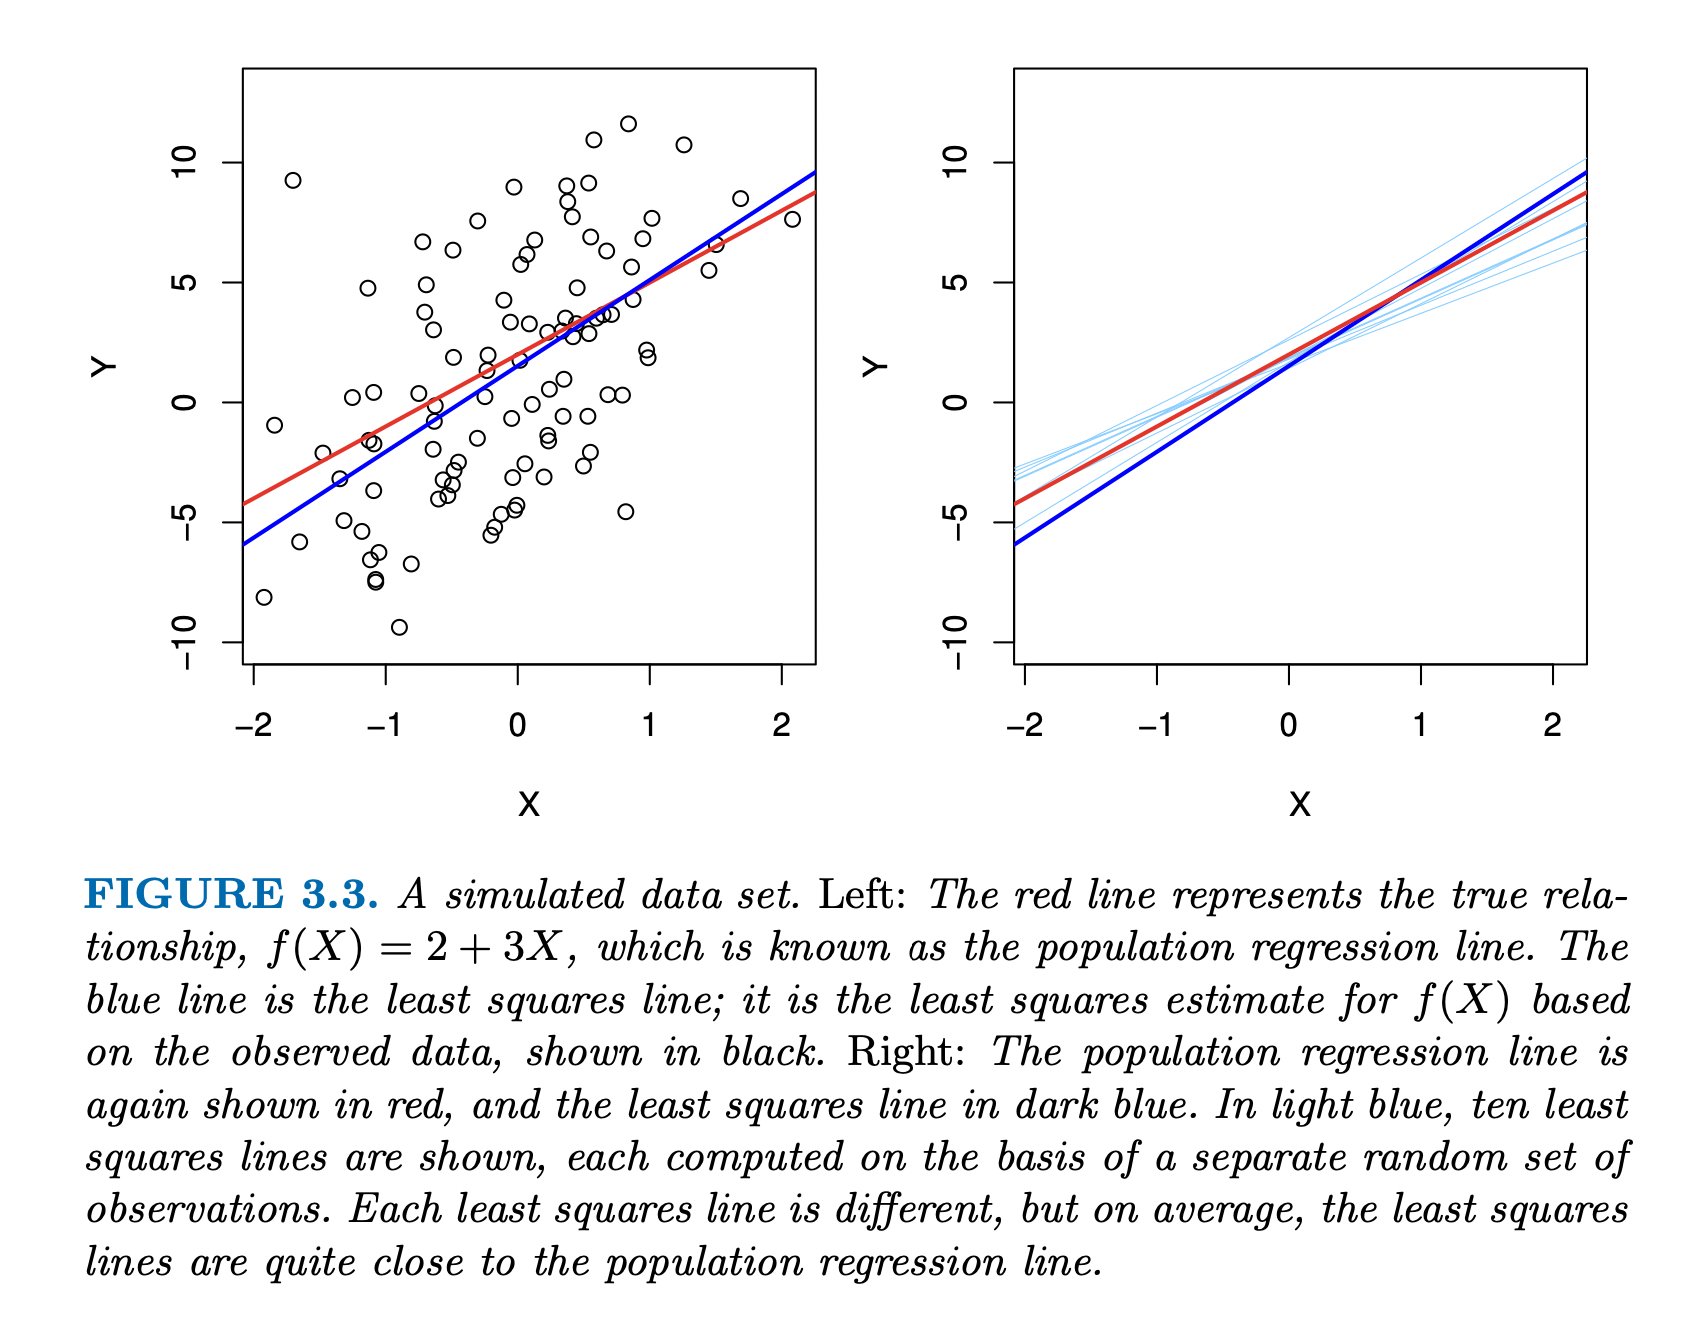 10
5
0
−5
−10
Y
−2 −1 0 1 2
X
10
5
0
−5
−10
Y
−2 −1 0 1 2
X
FIGURE 3.3. A simulated data set. Left: The red line represents the true rela-
tionship, f(X) = 2 + 3X, which is known as the population regression line. The
blue line is the least squares line; it is the least squares estimate for f(X) based
on the observed data, shown in black. Right: The population regression line is
again shown in red, and the least squares line in dark blue. In light blue, ten least
squares lines are shown, each computed on the basis of a separate random set of
observations. Each least squares line is different, but on average, the least squares
lines are quite close to the population regression line.